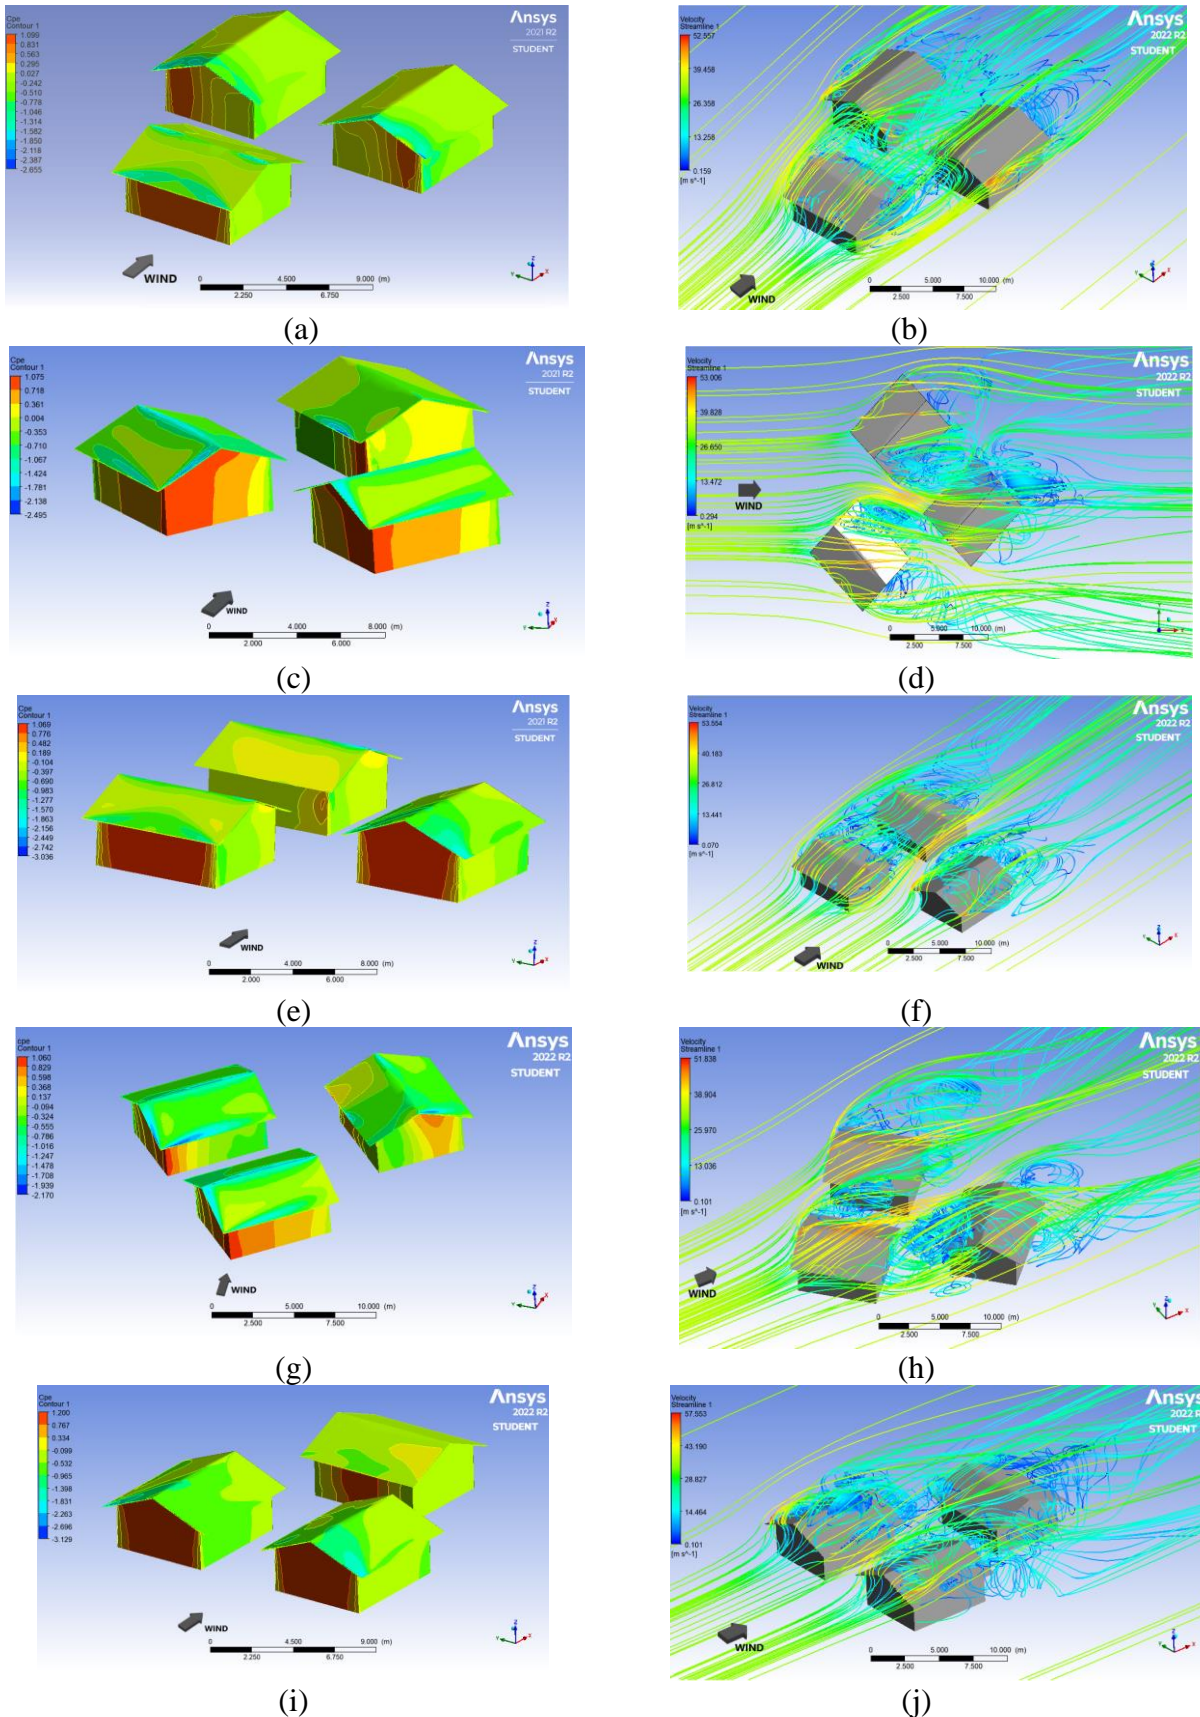 Cpe
Contour 1
1.099
0.831
0.563
0.295
0.027
-0.242
-0.510
-0.778
-1.046
-1.314
-1.582
-1.850
-2.118
-2.387
-2.655
Ansys
2021 R2
STUDENT
WIND
0 4.500 9.000 (m)
2.250 6.750
Z
Y X
(a)
Velocity
Streamline 1
52.557
39.458
26.358
13.258
0.159
[m s^-1]
Ansys
2022 R2
STUDENT
WIND
0 5.000 10.000 (m)
2.500 7.500
Z
Y X
(b)
Cpe
Contour 1
1.075
0.718
0.361
0.004
-0.353
-0.710
-1.067
-1.424
-1.781
-2.138
-2.495
Ansys
2021 R2
STUDENT
WIND
0 4.000 8.000 (m)
2.000 6.000
Z
Y X
(c)
Velocity
Streamline 1
53.006
39.828
26.650
13.472
0.294
[m s^-1]
Ansys
2022 R2
STUDENT
WIND
0 5.000 10.000 (m)
2.500 7.500
(d)
Cpe
Contour 1
1.069
0.776
0.482
0.189
-0.104
-0.397
-0.690
-0.983
-1.277
-1.570
-1.863
-2.156
-2.449
-2.742
-3.036
Ansys
2021 R2
STUDENT
WIND
0 4.000 8.000 (m)
2.000 6.000
Z
Y X
(e)
Velocity
Streamline 1
53.554
40.183
26.812
13.441
0.070
[m s^-1]
Ansys
2022 R2
STUDENT
WIND
0 5.000 10.000 (m)
2.500 7.500
Z
Y X
(f)
cpe
Contour 1
1.060
0.829
0.598
0.368
0.137
-0.094
-0.324
-0.555
-0.786
-1.016
-1.247
-1.478
-1.708
-1.939
-2.170
Ansys
2022 R2
STUDENT
WIND
0 5.000 10.000 (m)
2.500 7.500
Z
Y X
(g)
Velocity
Streamline 1
51.838
38.904
25.970
13.036
0.101
[m s^-1]
Ansys
2022 R2
STUDENT
WIND
0 5.000 10.000 (m)
2.500 7.500
Z
Y X
(h)
Cpe
Contour 1
1.200
0.767
0.334
-0.099
-0.532
-0.965
-1.398
-1.831
-2.263
-2.696
-3.129
Ansys
2022 R2
STUDENT
WIND
0 4.500 9.000 (m)
2.250 6.750
Z
Y X
(i)
Velocity
Streamline 1
57.553
43.190
28.827
14.464
0.101
[m s^-1]
Ansys
2022 R
STUDENT
WIND
0 5.000 10.000 (m)
2.500 7.500
Z
Y X
(j)